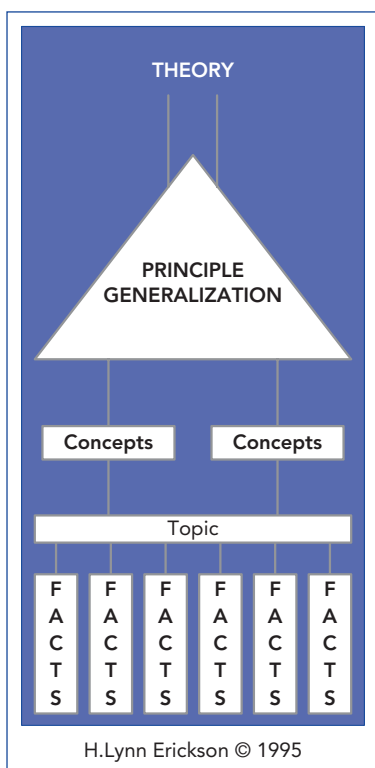 THEORY
PRINCIPLE
GENERALIZATION
Concepts Concepts
Topic
F F F F F F
A A A A A A
C C C C C C
T T T T T T
S S S S S S
H.Lynn Erickson © 1995